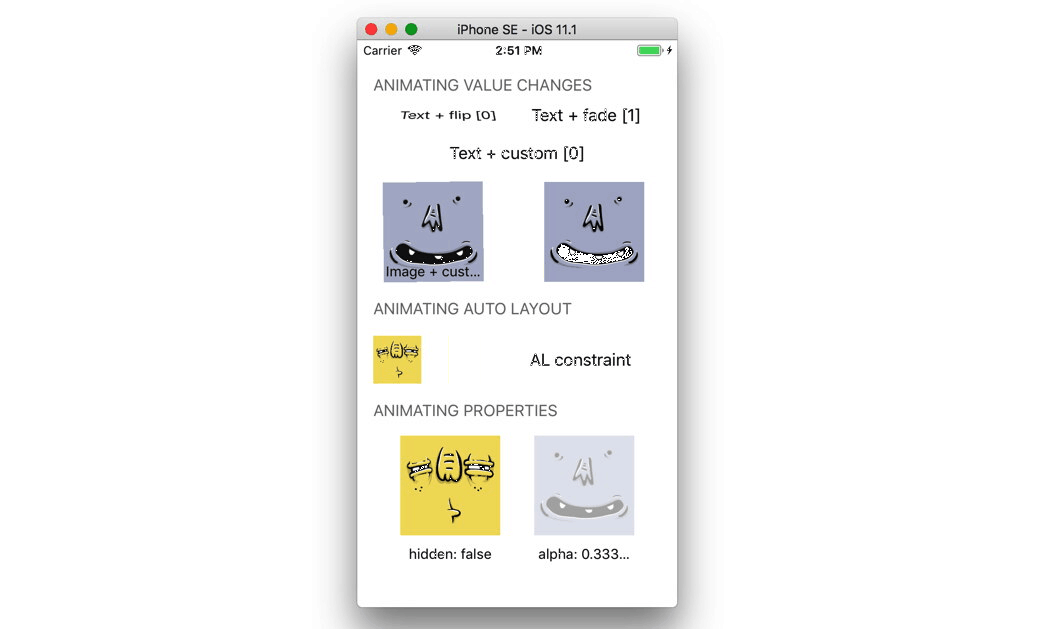 iPhone SE - iOS 11.1
Carrier 2:51 PM
ANIMATING VALUE CHANGES
Text + flip [0] Text + fade [1]
Text + custom [0]
Image + cust...
ANIMATING AUTO LAYOUT
AL constraint
ANIMATING PROPERTIES
hidden: false alpha: 0.333...